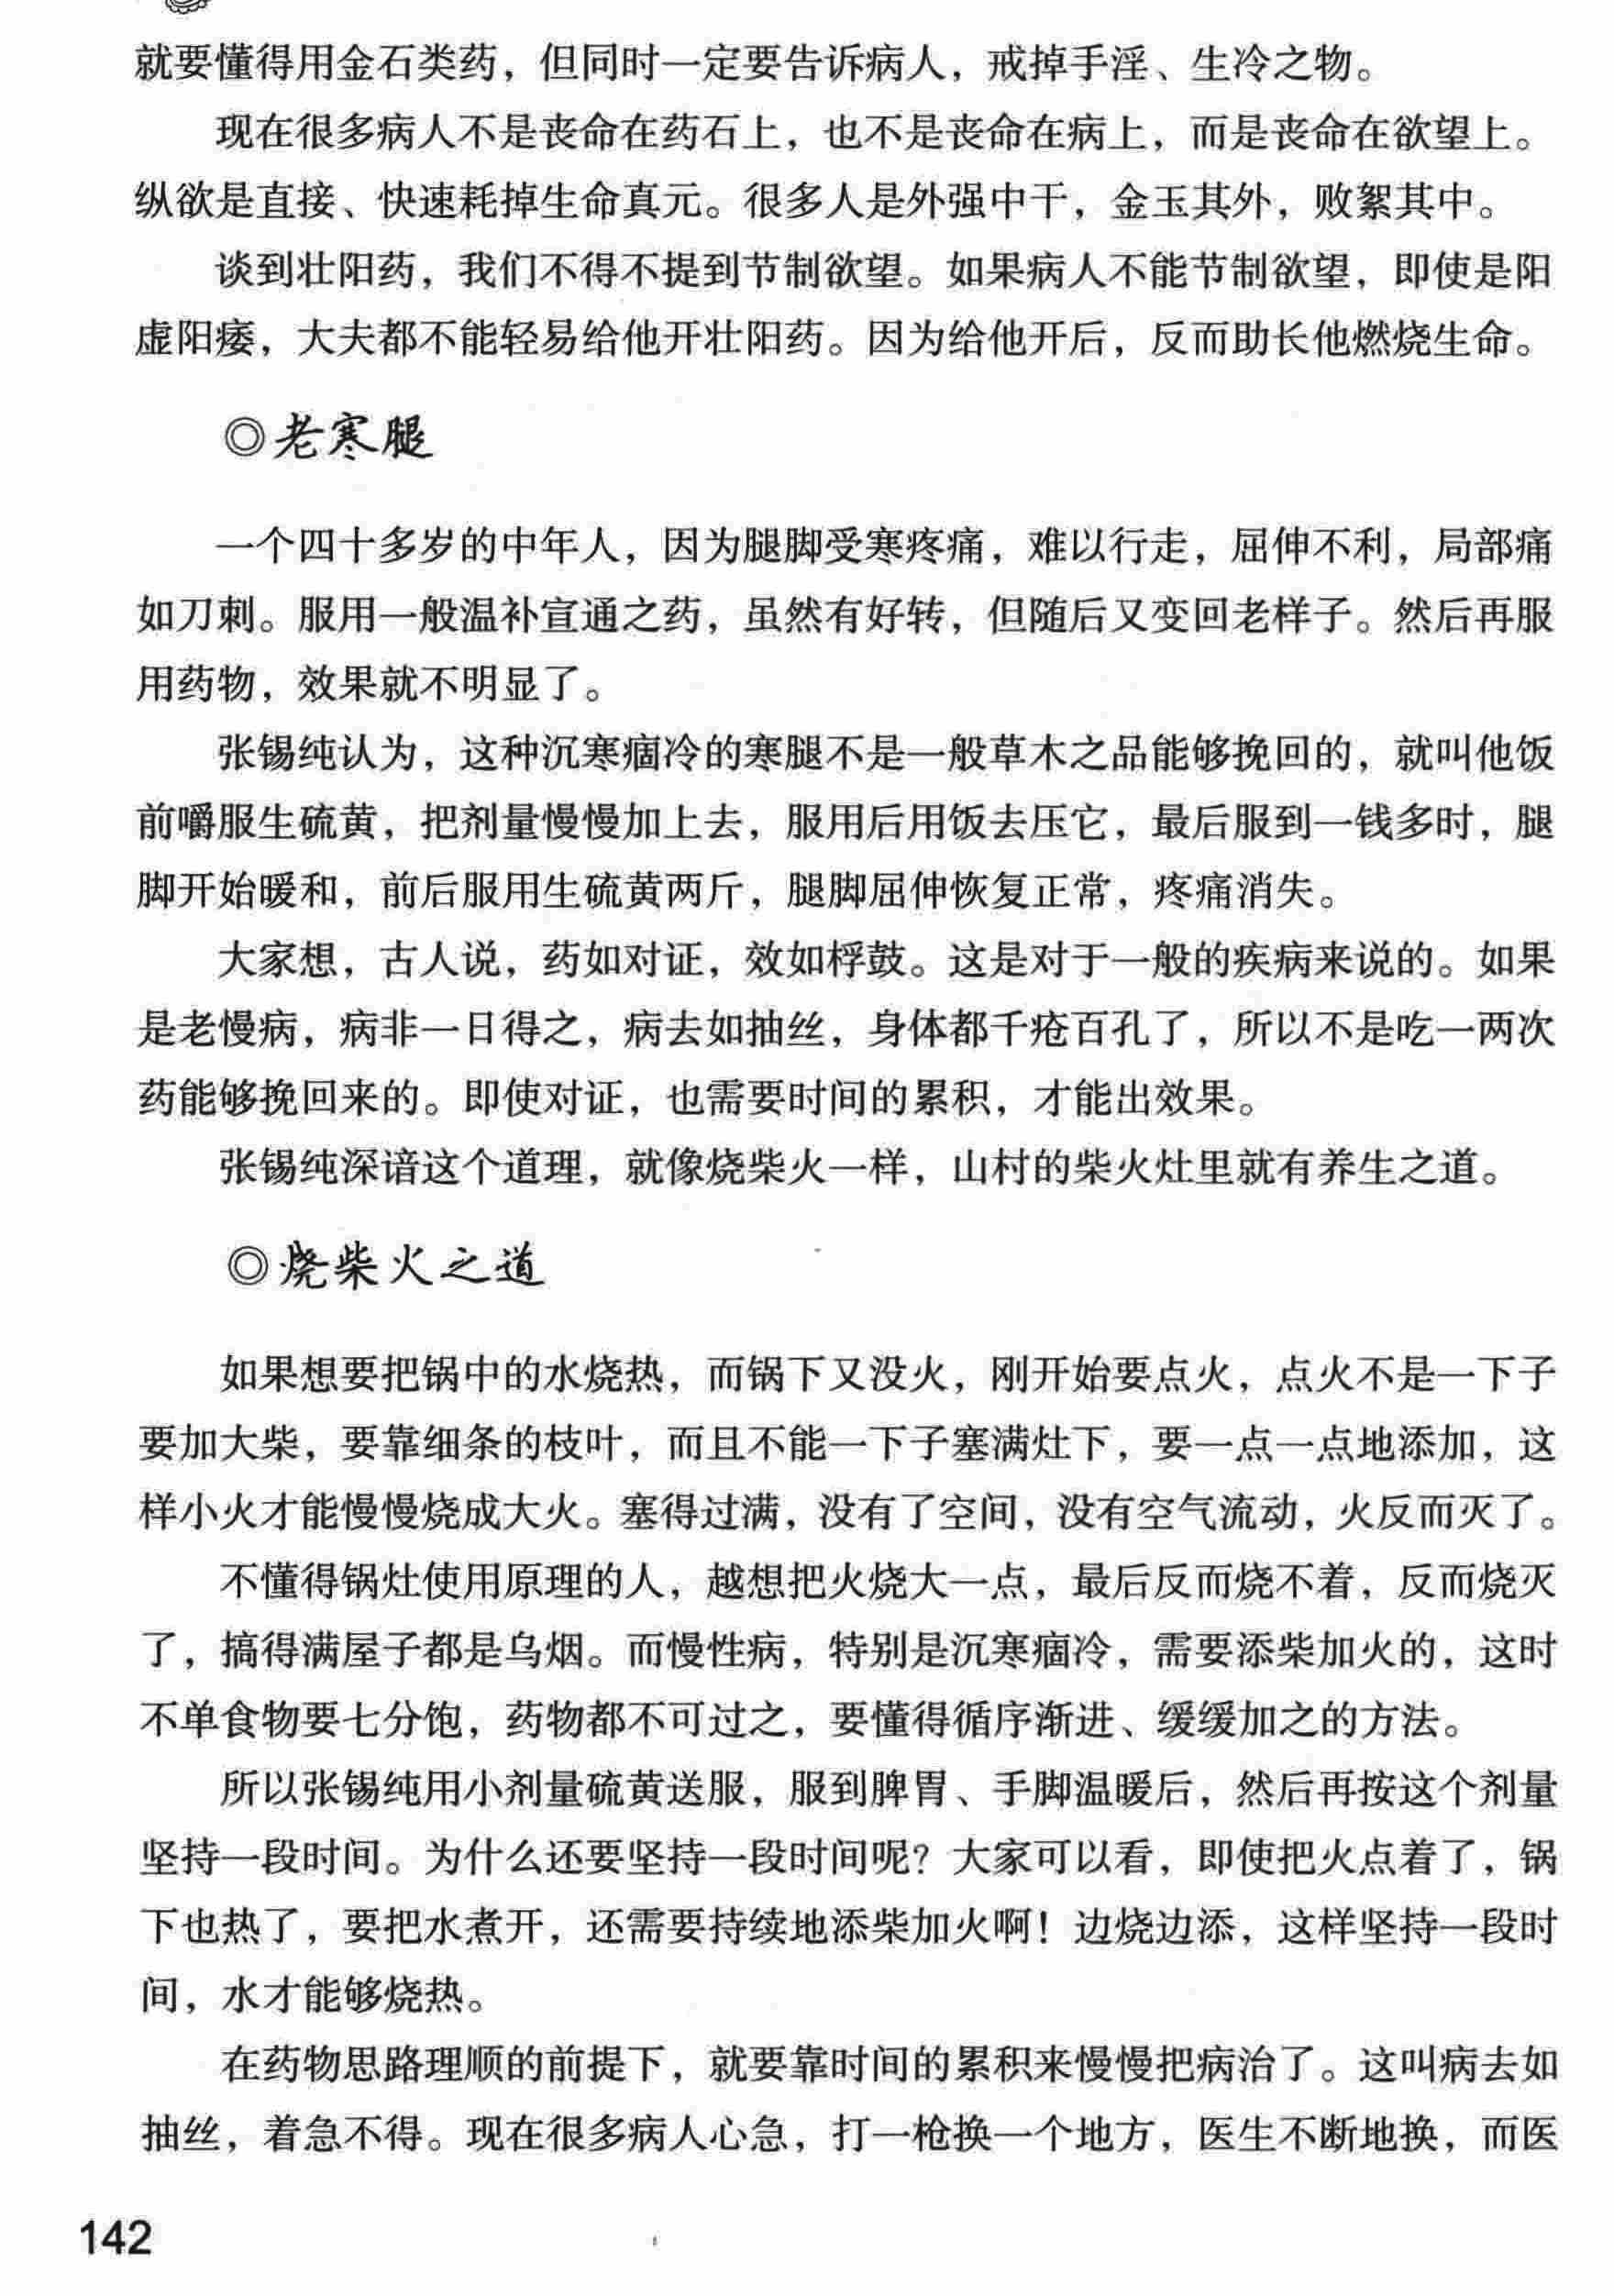 就要懂得用金石类药，但同时一定要告诉病人，戒掉手淫、生冷之物。
现在很多病人不是丧命在药石上，也不是丧命在病上，而是丧命在欲望上。
纵欲是直接、快速耗掉生命真元。很多人是外强中干，金玉其外，败絮其中。
谈到壮阳药，我们不得不提到节制欲望。如果病人不能节制欲望，即使是阳
虚阳痿，大夫都不能轻易给他开壮阳药。因为给他开后，反而助长他燃烧生命。
◎老寒腿
一个四十多岁的中年人，因为腿脚受寒疼痛，难以行走，屈伸不利，局部痛
如刀刺。服用一般温补宣通之药，虽然有好转，但随后又变回老样子。然后再服
用药物，效果就不明显了。
张锡纯认为，这种沉寒痼冷的寒腿不是一般草木之品能够挽回的，就叫他饭
前嚼服生硫黄，把剂量慢慢加上去，服用后用饭去压它，最后服到一钱多时，腿
脚开始暖和，前后服用生硫黄两斤，腿脚屈伸恢复正常，疼痛消失。
大家想，古人说，药如对证，效如桴鼓。这是对于一般的疾病来说的。如果
是老慢病，病非一日得之，病去如抽丝，身体都千疮百孔了，所以不是吃一两次
药能够挽回来的。即使对证，也需要时间的累积，才能出效果。
张锡纯深谙这个道理，就像烧柴火一样，山村的柴火灶里就有养生之道。
◎烧柴火之道
如果想要把锅中的水烧热，而锅下又没火，刚开始要点火，点火不是一下子
要加大柴，要靠细条的枝叶，而且不能一下子塞满灶下，要一点一点地添加，这
样小火才能慢慢烧成大火。塞得过满，没有了空间，没有空气流动，火反而灭了。
不懂得锅灶使用原理的人，越想把火烧大一点，最后反而烧不着，反而烧灭
了，搞得满屋子都是乌烟。而慢性病，特别是沉寒痼冷，需要添柴加火的，这时
不单食物要七分饱，药物都不可过之，要懂得循序渐进、缓缓加之的方法。
所以张锡纯用小剂量硫黄送服，服到脾胃、手脚温暖后，然后再按这个剂量
坚持一段时间。为什么还要坚持一段时间呢？大家可以看，即使把火点着了，锅
下也热了，要把水煮开，还需要持续地添柴加火啊！边烧边添，这样坚持一段时
间，水才能够烧热。
在药物思路理顺的前提下，就要靠时间的累积来慢慢把病治了。这叫病去如
抽丝，着急不得。现在很多病人心急，打一枪换一个地方，医生不断地换，而医
142